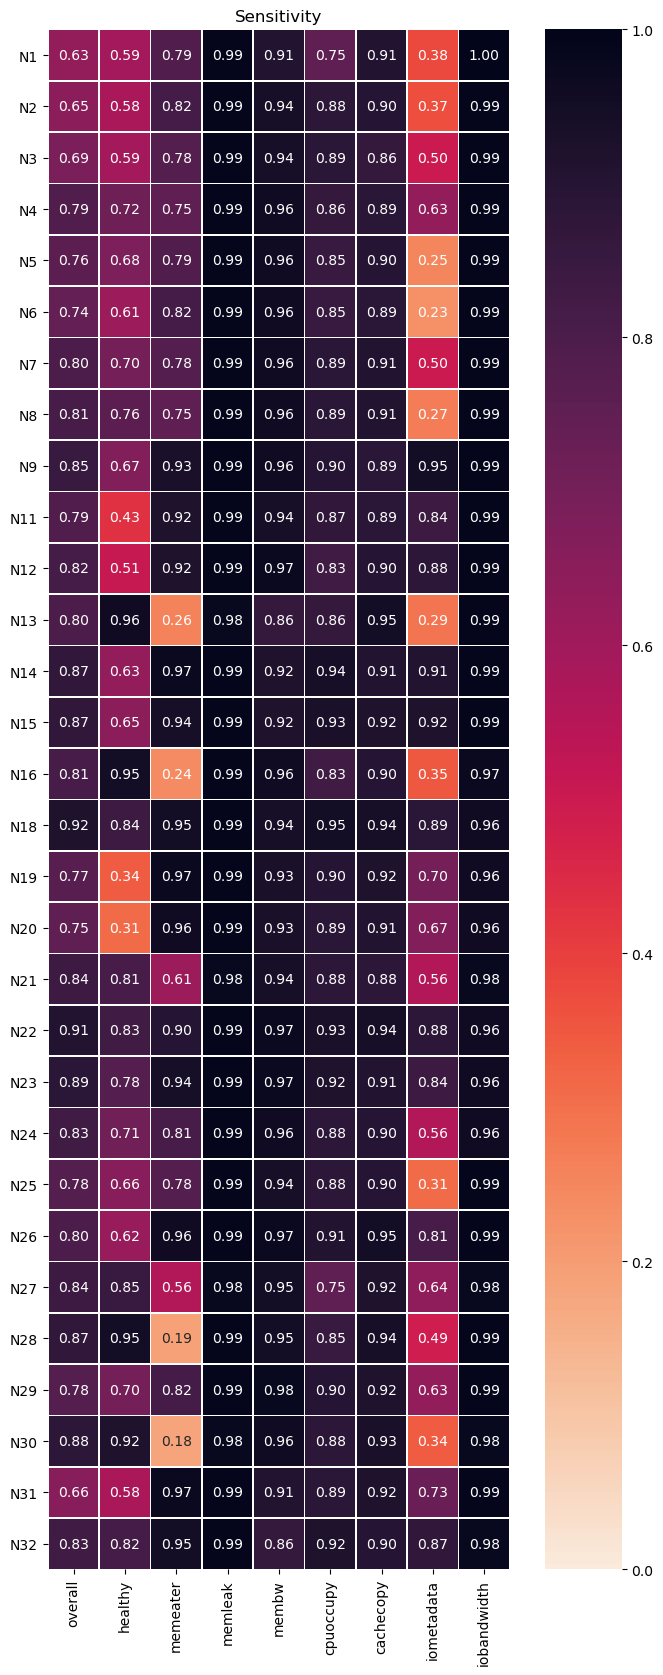 Sensitivity
N1 0.63 0.59 0.79 0.99 0.91 0.75 0.91 0.38 1.00
N2 0.65 0.58 0.82 0.99 0.94 0.88 0.90 0.37 0.99
N3 0.69 0.59 0.78 0.99 0.94 0.89 0.86 0.50 0.99
N4 0.79 0.72 0.75 0.99 0.96 0.86 0.89 0.63 0.99
N5 0.76 0.68 0.79 0.99 0.96 0.85 0.90 0.25 0.99
N6 0.74 0.61 0.82 0.99 0.96 0.85 0.89 0.23 0.99
N7 0.80 0.70 0.78 0.99 0.96 0.89 0.91 0.50 0.99
N8 0.81 0.76 0.75 0.99 0.96 0.89 0.91 0.27 0.99
N9 0.85 0.67 0.93 0.99 0.96 0.90 0.89 0.95 0.99
N11 0.79 0.43 0.92 0.99 0.94 0.87 0.89 0.84 0.99
N12 0.82 0.51 0.92 0.99 0.97 0.83 0.90 0.88 0.99
N13 0.80 0.96 0.26 0.98 0.86 0.86 0.95 0.29 0.99
N14 0.87 0.63 0.97 0.99 0.92 0.94 0.91 0.91 0.99
N15 0.87 0.65 0.94 0.99 0.92 0.93 0.92 0.92 0.99
N16 0.81 0.95 0.24 0.99 0.96 0.83 0.90 0.35 0.97
N18 0.92 0.84 0.95 0.99 0.94 0.95 0.94 0.89 0.96
N19 0.77 0.34 0.97 0.99 0.93 0.90 0.92 0.70 0.96
N20 0.75 0.31 0.96 0.99 0.93 0.89 0.91 0.67 0.96
N21 0.84 0.81 0.61 0.98 0.94 0.88 0.88 0.56 0.98
N22 0.91 0.83 0.90 0.99 0.97 0.93 0.94 0.88 0.96
N23 0.89 0.78 0.94 0.99 0.97 0.92 0.91 0.84 0.96
N24 0.83 0.71 0.81 0.99 0.96 0.88 0.90 0.56 0.96
N25 0.78 0.66 0.78 0.99 0.94 0.88 0.90 0.31 0.99
N26 0.80 0.62 0.96 0.99 0.97 0.91 0.95 0.81 0.99
N27 0.84 0.85 0.56 0.98 0.95 0.75 0.92 0.64 0.98
N28 0.87 0.95 0.19 0.99 0.95 0.85 0.94 0.49 0.99
N29 0.78 0.70 0.82 0.99 0.98 0.90 0.92 0.63 0.99
N30 0.88 0.92 0.18 0.98 0.96 0.88 0.93 0.34 0.98
N31 0.66 0.58 0.97 0.99 0.91 0.89 0.92 0.73 0.99
N32 0.83 0.82 0.95 0.99 0.86 0.92 0.90 0.87 0.98
overall healthy memeater memleak membw cpuoccupy cachecopy iometadata iobandwidth
1.0
0.8
0.6
0.4
0.2
0.0